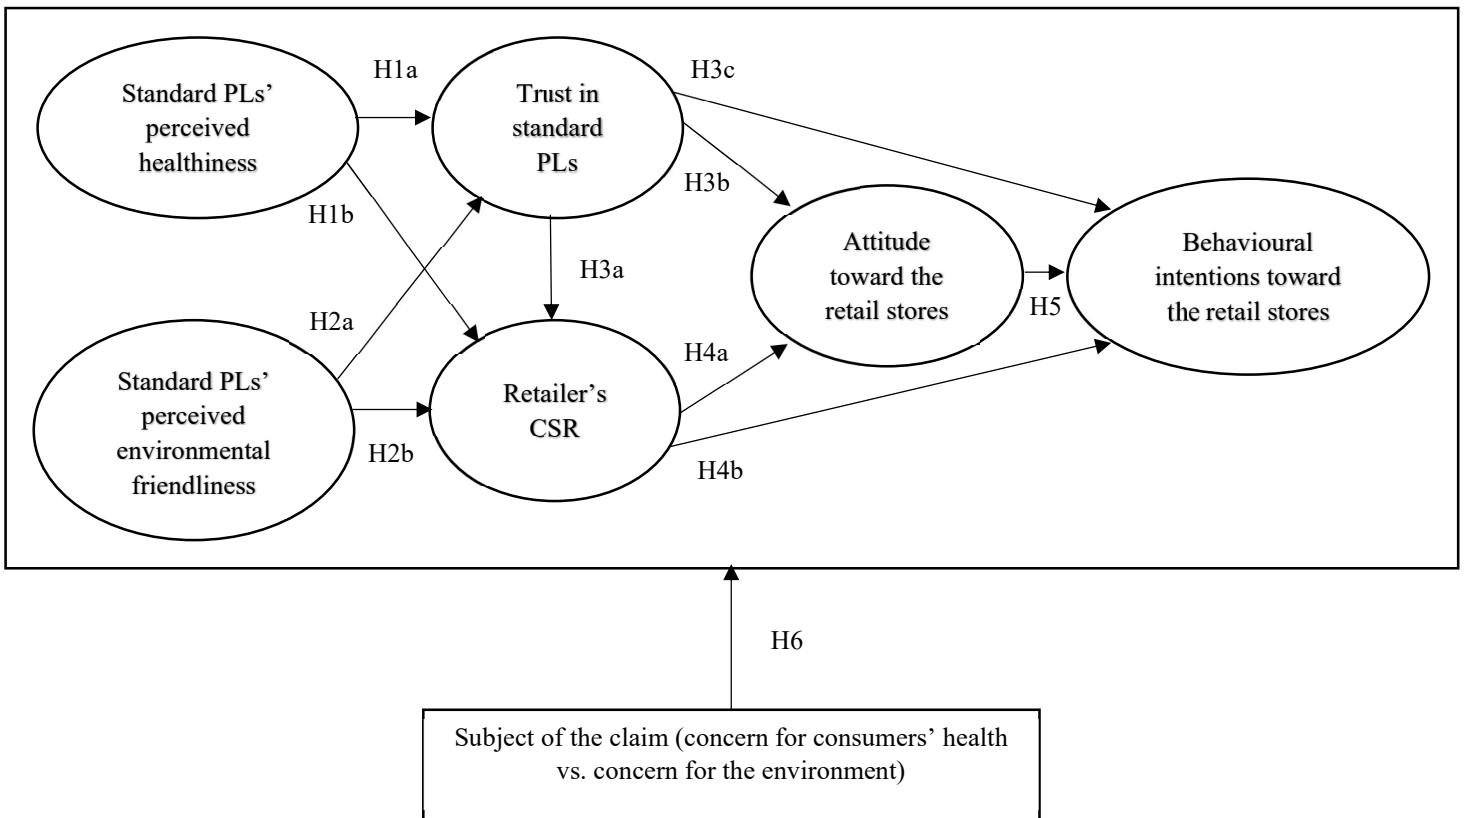 H1a
H3c
Standard PLs’
perceived
healthiness
Trust in
standard
PLs
H3b
H1b
Attitude
toward the
retail stores
Behavioural
intentions toward
the retail stores
H3a
H5
H2a
H4a
Standard PLs’
perceived
environmental
friendliness
Retailer’s
CSR
H2b
H4b
H6
Subject of the claim (concern for consumers’ health
vs. concern for the environment)